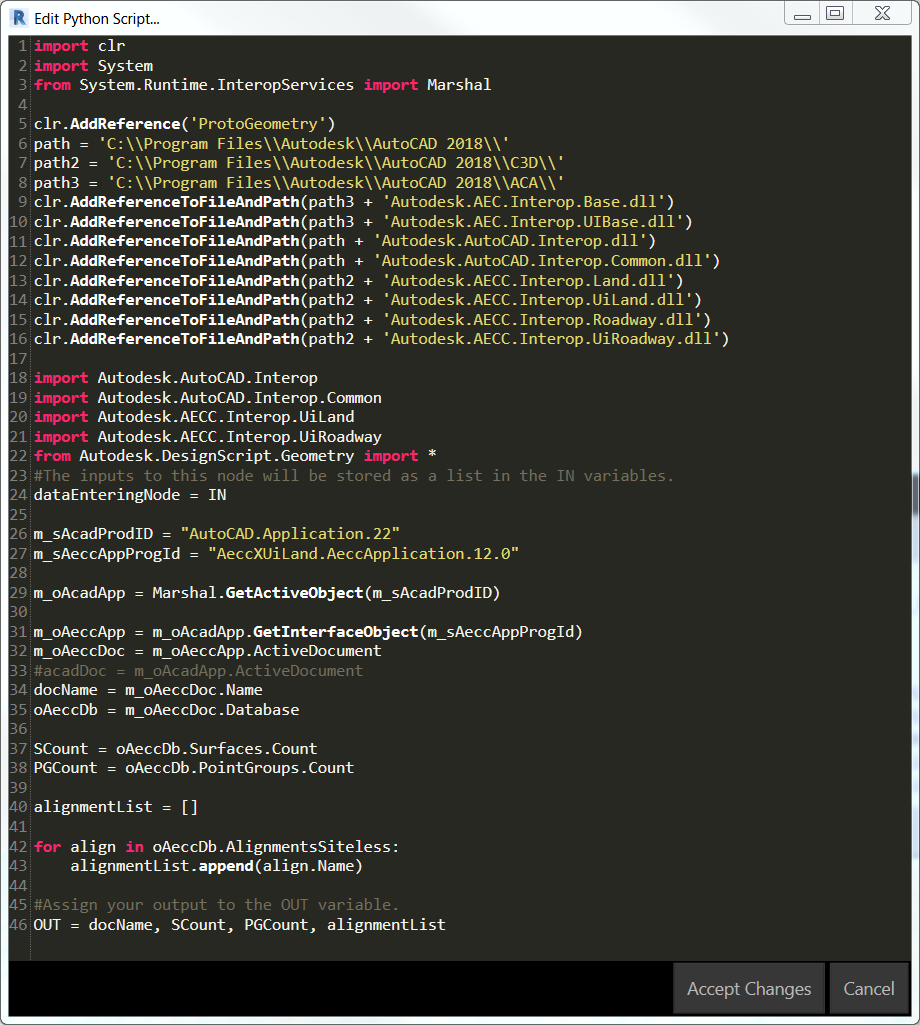 R Edit Python Script...
1 import clr
2 import System
3 from System.Runtime.InteropServices import Marshal
4
5 clr.AddReference('ProtoGeometry')
6 path = 'C:\\Program Files\\Autodesk\\AutoCAD 2018\\'
7 path2 = 'C:\\Program Files\\Autodesk\\AutoCAD 2018\\C3D\\'
8 path3 = 'C:\\Program Files\\Autodesk\\AutoCAD 2018\\ACA\\'
9 clr.AddReferenceToFileAndPath(path3 + 'Autodesk.AEC.Interop.Base.dll')
10 clr.AddReferenceToFileAndPath(path3 + 'Autodesk.AEC.Interop.UIBase.dll')
11 clr.AddReferenceToFileAndPath(path + 'Autodesk.AutoCAD.Interop.dll')
12 clr.AddReferenceToFileAndPath(path + 'Autodesk.AutoCAD.Interop.Common.dll')
13 clr.AddReferenceToFileAndPath(path2 + 'Autodesk.AECC.Interop.Land.dll')
14 clr.AddReferenceToFileAndPath(path2 + 'Autodesk.AECC.Interop.UiLand.dll')
15 clr.AddReferenceToFileAndPath(path2 + 'Autodesk.AECC.Interop.Roadway.dll')
16 clr.AddReferenceToFileAndPath(path2 + 'Autodesk.AECC.Interop.UiRoadway.dll')
17
18 import Autodesk.AutoCAD.Interop
19 import Autodesk.AutoCAD.Interop.Common
20 import Autodesk.AECC.Interop.UiLand
21 import Autodesk.AECC.Interop.UiRoadway
22 from Autodesk.DesignScript.Geometry import *
23 #The inputs to this node will be stored as a list in the IN variables.
24 dataEnteringNode = IN
25
26 m_sAcadProdID = "AutoCAD.Application.22"
27 m_sAeccAppProgId = "AeccXUiLand.AeccApplication.12.0"
28
29 m_oAcadApp = Marshal.GetActiveObject(m_sAcadProdID)
30
31 m_oAeccApp = m_oAcadApp.GetInterfaceObject(m_sAeccAppProgId)
32 m_oAeccDoc = m_oAeccApp.ActiveDocument
33 #acadDoc = m_oAcadApp.ActiveDocument
34 docName = m_oAeccDoc.Name
35 oAeccDb = m_oAeccDoc.Database
36
37 SCount = oAeccDb.Surfaces.Count
38 PGCount = oAeccDb.PointGroups.Count
39
40 alignmentList = []
41
42 for align in oAeccDb.AlignmentsSiteless:
43     alignmentList.append(align.Name)
44
45 #Assign your output to the OUT variable.
46 OUT = docName, SCount, PGCount, alignmentList
Accept Changes Cancel